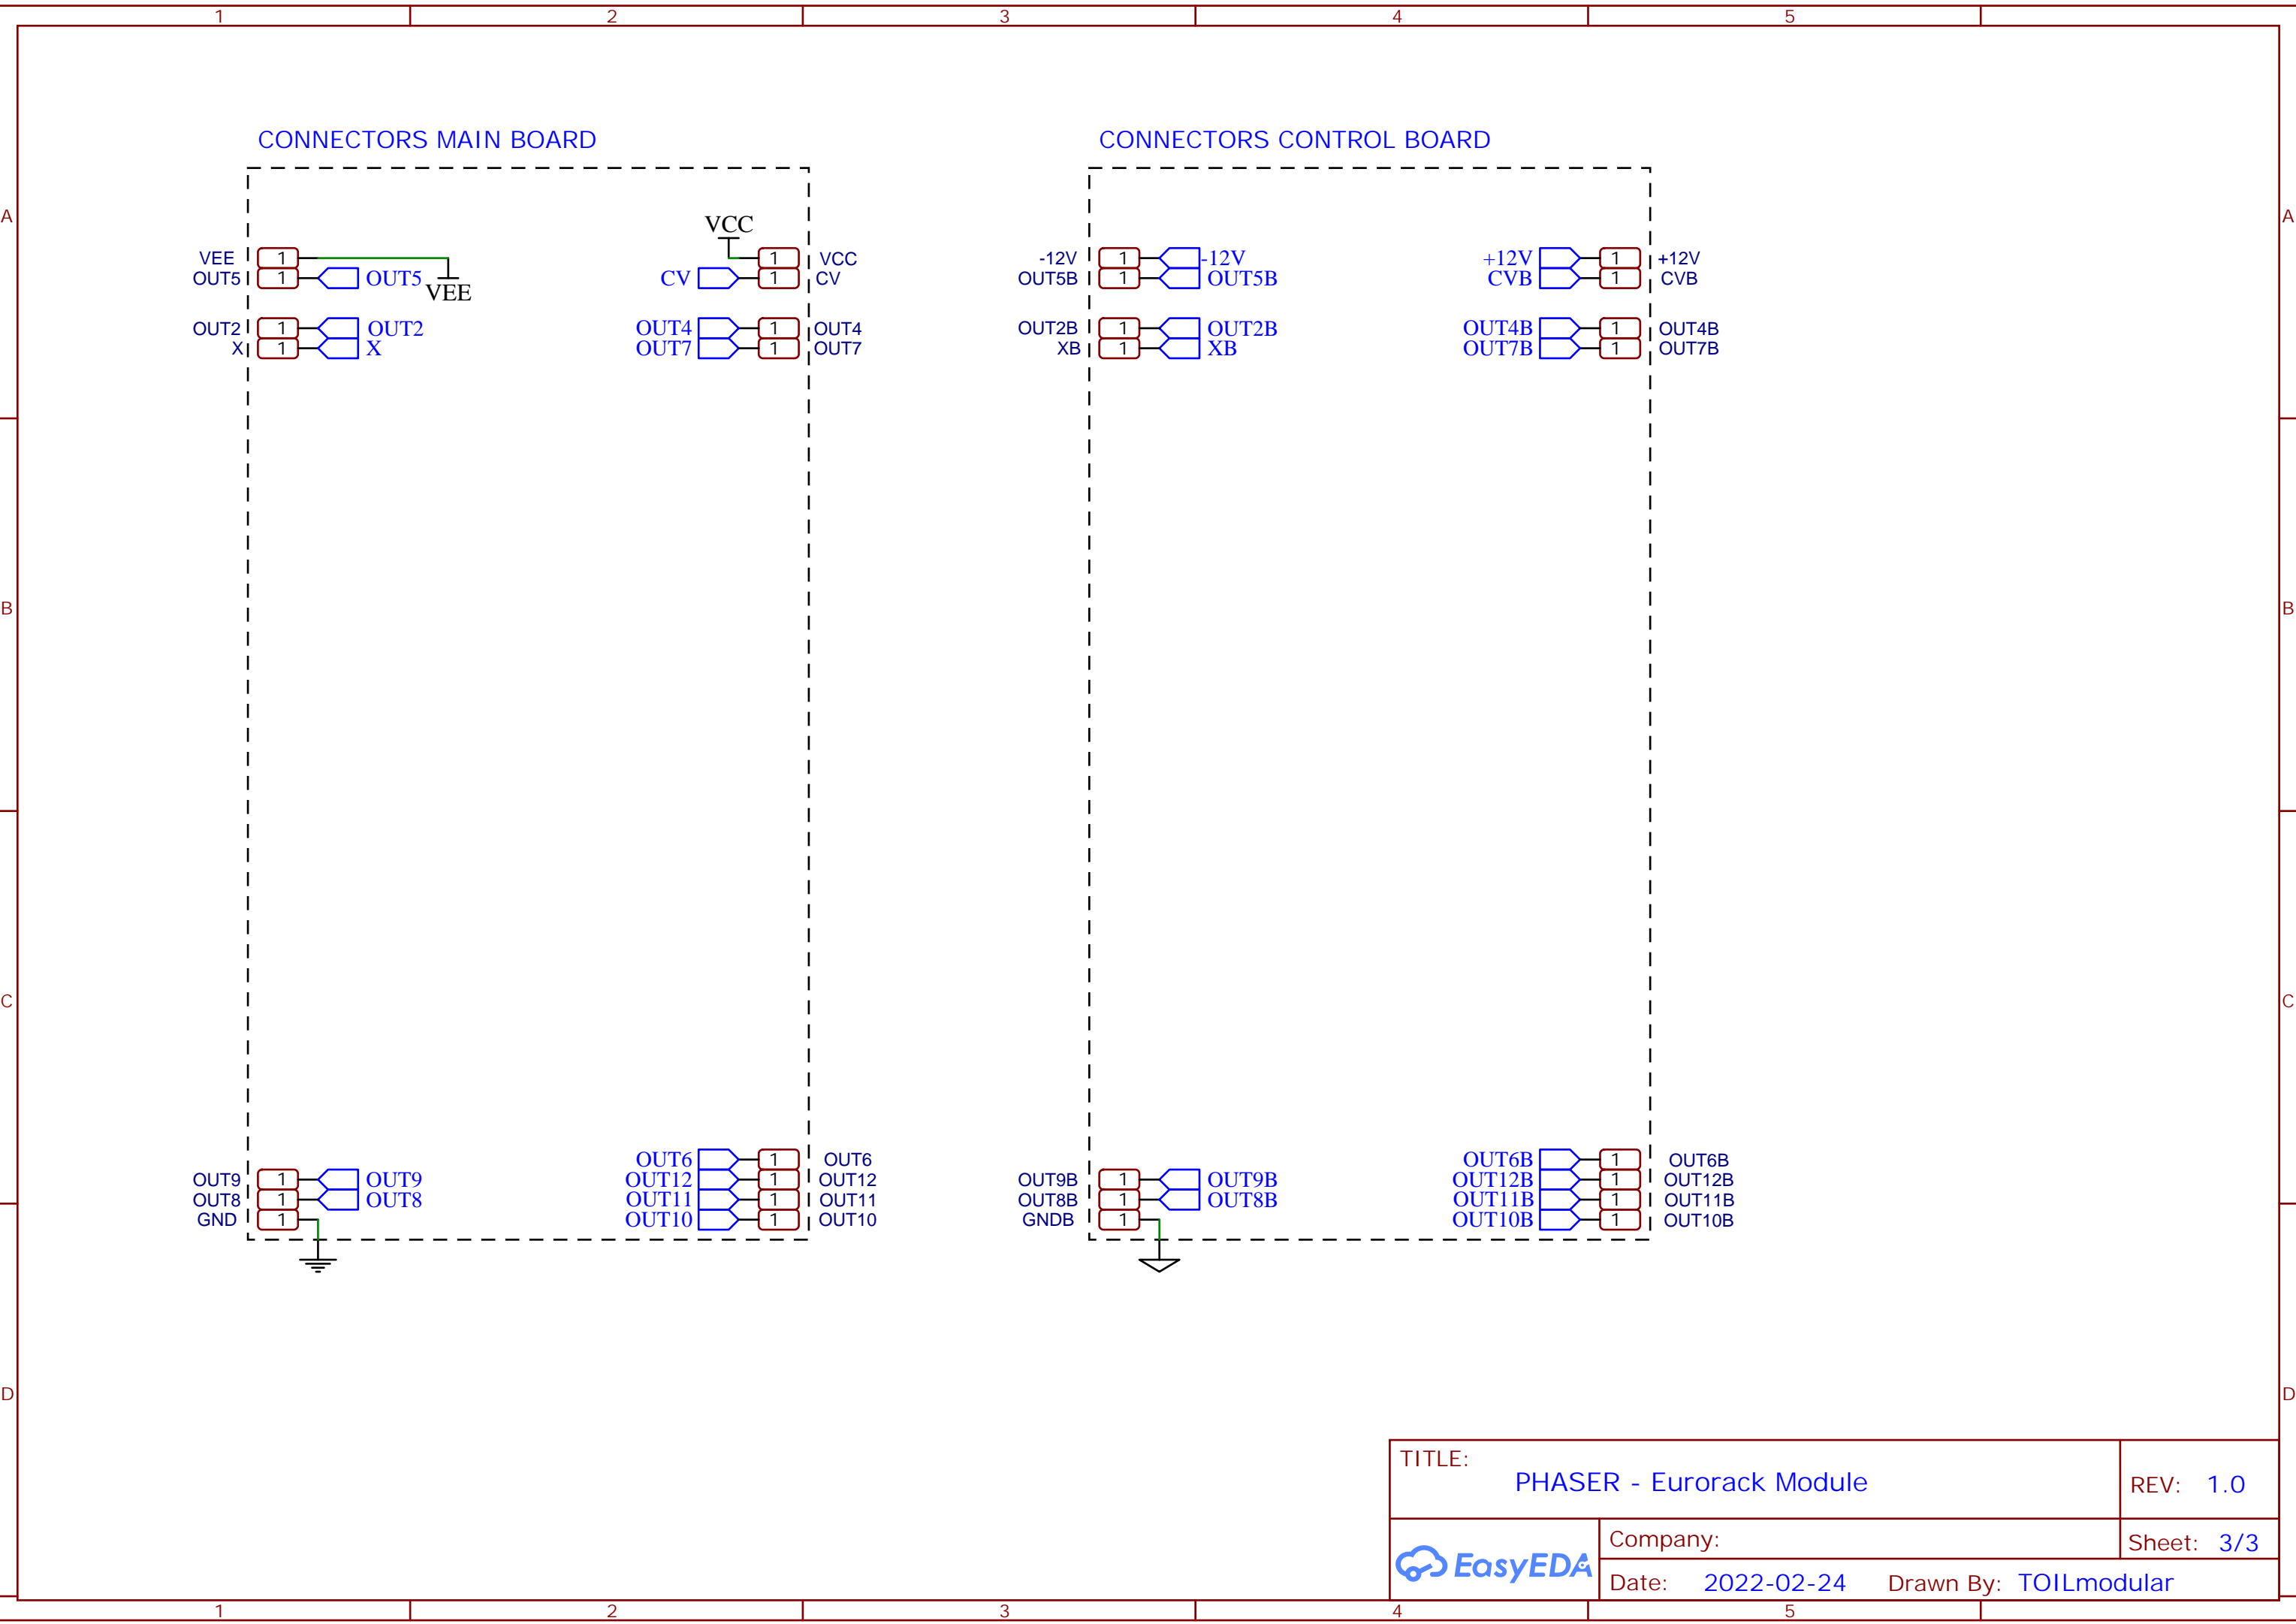 1 2 3 4 5
CONNECTORS MAIN BOARD CONNECTORS CONTROL BOARD
A A
VCC
VEE 1 1 VCC -12V 1 -12V +12V 1 +12V
OUT5 1 OUT5 VEE CV 1 CV OUT5B 1 OUT5B CVB 1 CVB
OUT2 1 OUT2 OUT4 1 OUT4 OUT2B 1 OUT2B OUT4B 1 OUT4B
X 1 X OUT7 1 OUT7 XB 1 XB OUT7B 1 OUT7B
B B
C C
OUT6 1 OUT6 OUT6B 1 OUT6B
OUT9 1 OUT9 OUT12 1 OUT12 OUT9B 1 OUT9B OUT12B 1 OUT12B
OUT8 1 OUT8 OUT11 1 OUT11 OUT8B 1 OUT8B OUT11B 1 OUT11B
GND 1 OUT10 1 OUT10 GNDB 1 OUT10B 1 OUT10B
D D
TITLE:
PHASER - Eurorack Module
REV: 1.0
EasyEDA
Company:
Sheet: 3/3
Date: 2022-02-24 Drawn By: TOILmodular
1 2 3 4 5